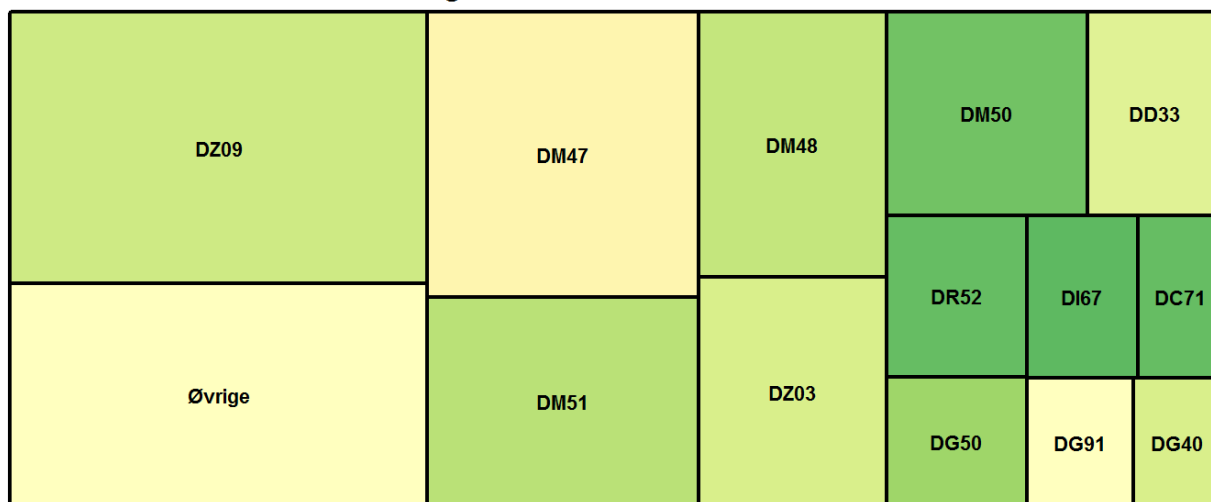 DZ09
DM47
DM48
DM50
DD33
DR52
DI67
DC71
Øvrige
DM51
DZ03
DG50
DG91
DG40